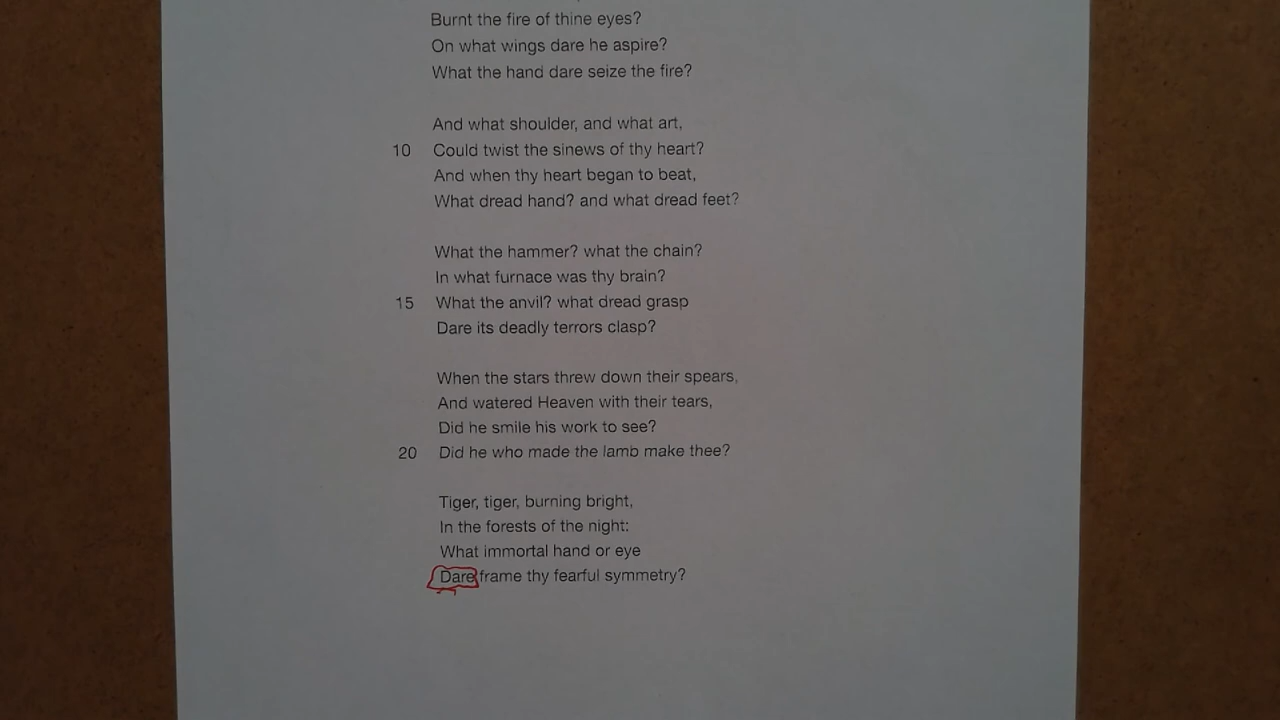 Burnt the fire of thine eyes?
On what wings dare he aspire?
What the hand dare seize the fire?
And what shoulder, and what art,
10 Could twist the sinews of thy heart?
And when thy heart began to beat,
What dread hand? and what dread feet?
What the hammer? what the chain?
In what furnace was thy brain?
15 What the anvil? what dread grasp
Dare its deadly terrors clasp?
When the stars threw down their spears,
And watered Heaven with their tears,
Did he smile his work to see?
20 Did he who made the lamb make thee?
Tiger, tiger, burning bright,
In the forests of the night:
What immortal hand or eye
Dare frame thy fearful symmetry?